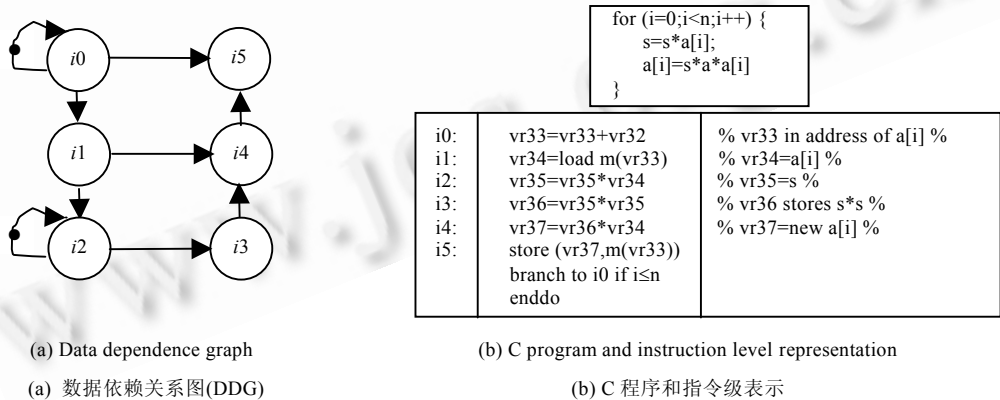 i0
i5
i1
i4
i2
i3
for (i=0;i<n;i++) {
s=s*a[i];
a[i]=s*a*a[i]
}
i0: vr33=vr33+vr32 % vr33 in address of a[i] %
i1: vr34=load m(vr33) % vr34=a[i] %
i2: vr35=vr35*vr34 % vr35=s %
i3: vr36=vr35*vr35 % vr36 stores s*s %
i4: vr37=vr36*vr34 % vr37=new a[i] %
i5: store (vr37,m(vr33))
branch to i0 if i≤n
enddo
(a) Data dependence graph
(b) C program and instruction level representation
(a) 数据依赖关系图(DDG)
(b) C 程序和指令级表示